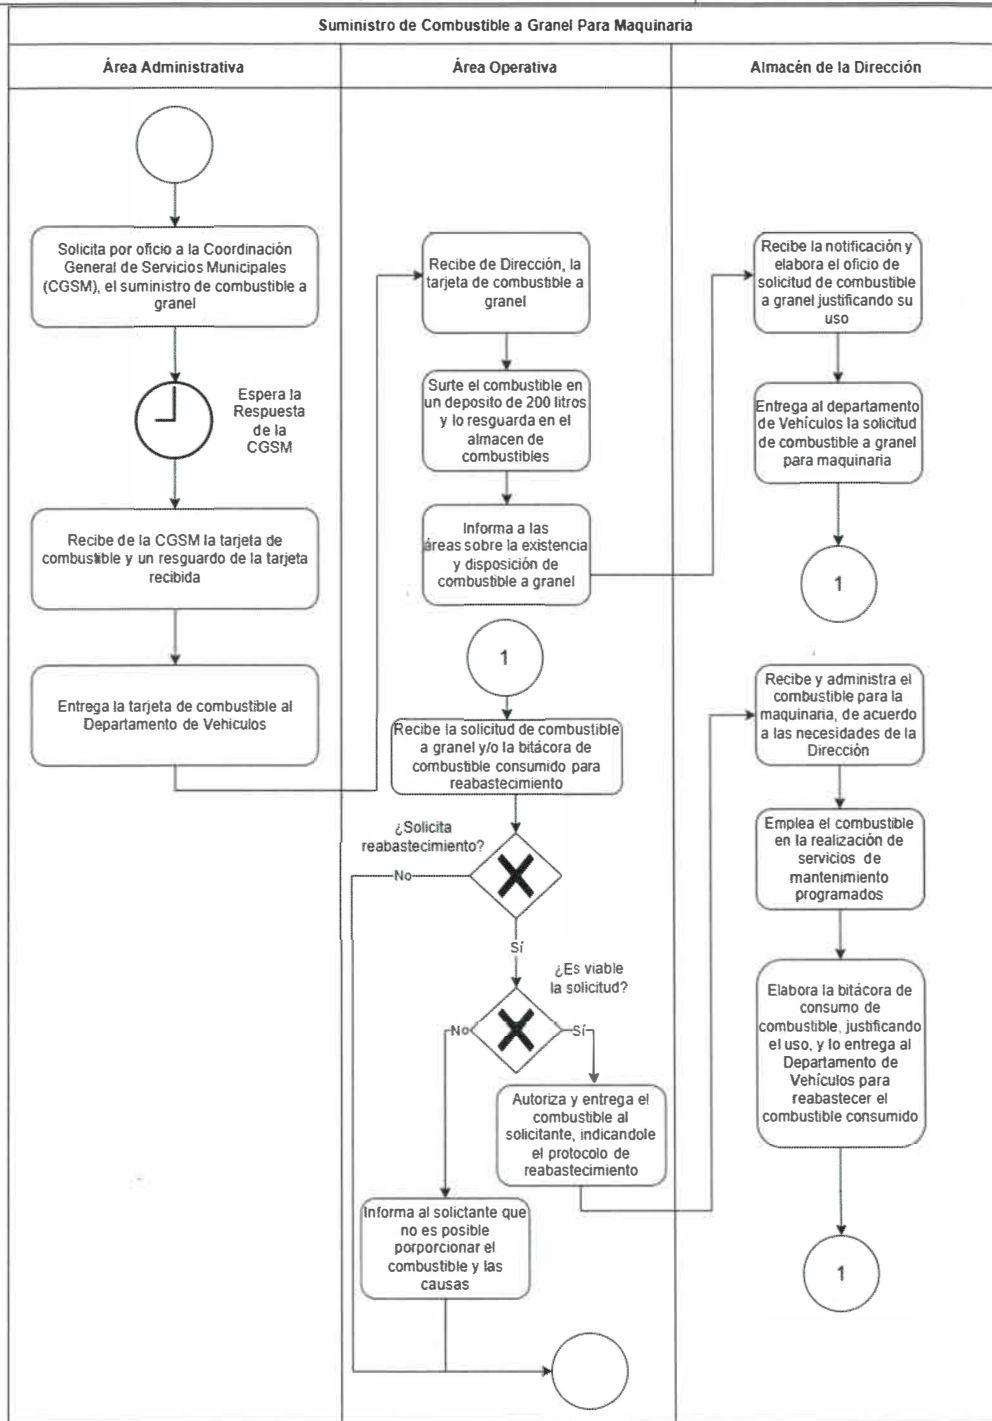 Suministro de Combustible a Granel Para Maquinaria
Área Administrativa
Área Operativa
Almacén de la Dirección
Solicita por oficio a la Coordinación
General de Servicios Municipales
(CGSM), el suministro de combustible a
granel
Espera la
Respuesta
de la
CGSM
Recibe de la CGSM la tarjeta de
combustible y un resguardo de la tarjeta
recibida
Entrega la tarjeta de combustible al
Departamento de Vehiculos
Recibe de Dirección, la
tarjeta de combustible a
granel
Surte el combustible en
un deposito de 200 litros
y lo resguarda en el
almacen de
combustibles
Informa a las
áreas sobre la existencia
y disposición de
combustible a granel
Recibe la notificación y
elabora el oficio de
solicitud de combustible
a granel justificando su
uso
Entrega al departamento
de Vehículos la solicitud
de combustible a granel
para maquinaria
1
1
Recibe la solicitud de combustible
a granel y/o la bitácora de
combustible consumido para
reabastecimiento
¿Solicita
reabastecimiento?
No
Sí
¿Es viable
la solicitud?
No
Sí
Autoriza y entrega el
combustible al
solicitante, indicandole
el protocolo de
reabastecimiento
Informa al solictante que
no es posible
porporcionar el
combustible y las
causas
Recibe y administra el
combustible para la
maquinaria, de acuerdo
a las necesidades de la
Dirección
Emplea el combustible
en la realización de
servicios de
mantenimiento
programados
Elabora la bitácora de
consumo de
combustible, justificando
el uso, y lo entrega al
Departamento de
Vehículos para
reabastecer el
combustible consumido
1